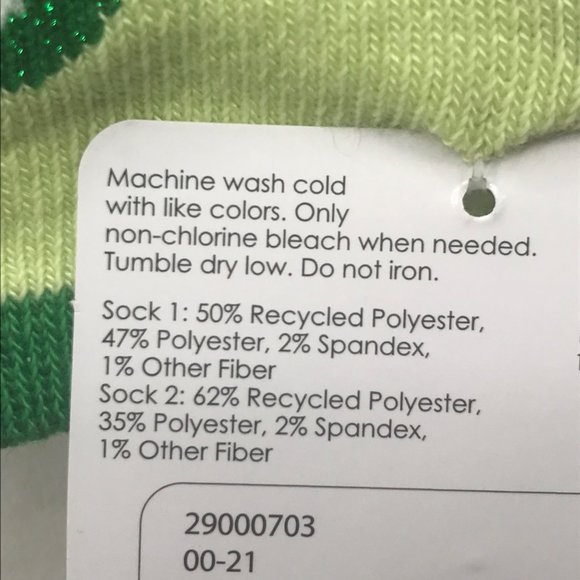 Machine wash cold
with like colors. Only
non-chlorine bleach when needed.
Tumble dry low. Do not iron.
Sock 1: 50% Recycled Polyester,
47% Polyester, 2% Spandex,
1% Other Fiber
Sock 2: 62% Recycled Polyester,
35% Polyester, 2% Spandex,
1% Other Fiber
29000703
00-21